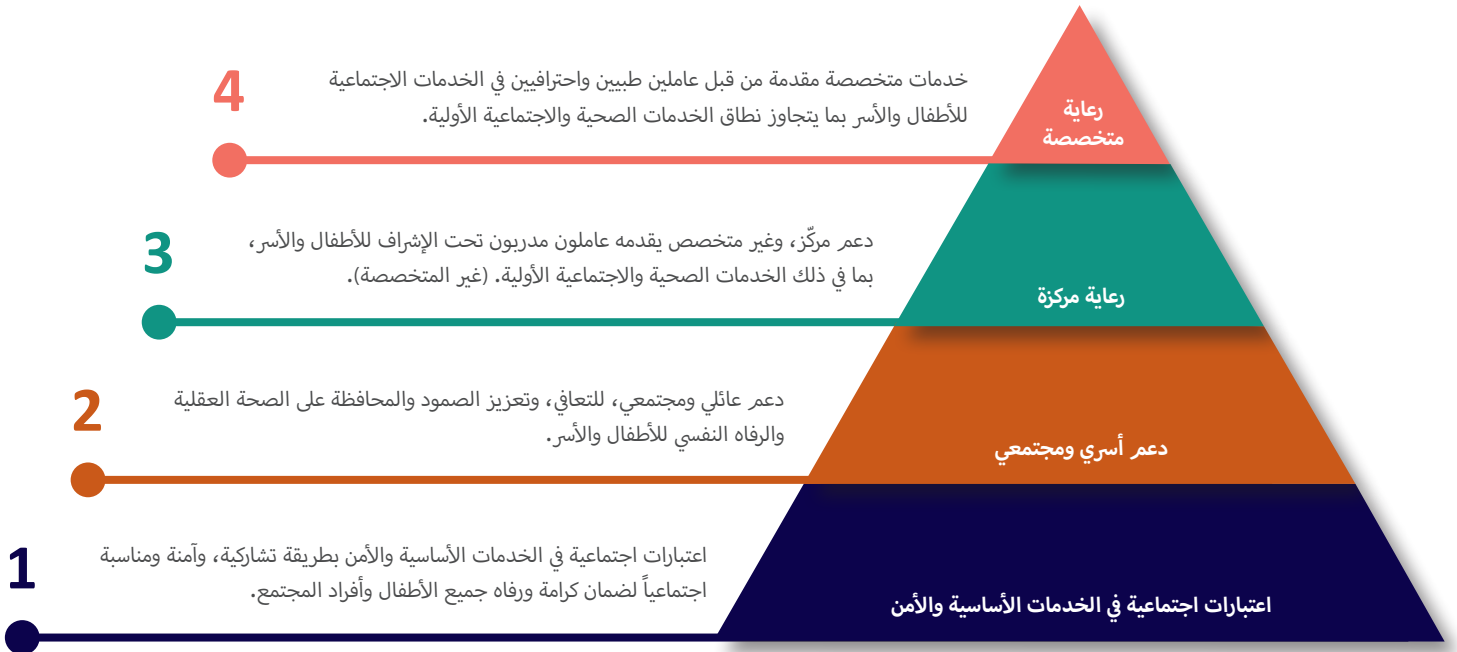 4
خدمات متخصصة مقدمة من قبل عاملين طبيين واحترافيين في الخدمات الاجتماعية
للأطفال والأسر بما يتجاوز نطاق الخدمات الصحية والاجتماعية الأولية.
رعاية
متخصصة
3
دعم مركّز، وغير متخصص يقدمه عاملون مدربون تحت الإشراف للأطفال والأسر،
بما في ذلك الخدمات الصحية والاجتماعية الأولية. (غير المتخصصة).
رعاية مركزة
2
دعم عائلي ومجتمعي، للتعافي، وتعزيز الصمود والمحافظة على الصحة العقلية
والرفاه النفسي للأطفال والأسر.
دعم أسري ومجتمعي
1
اعتبارات اجتماعية في الخدمات الأساسية والأمن بطريقة تشاركية، وآمنة ومناسبة
اجتماعياً لضمان كرامة ورفاه جميع الأطفال وأفراد المجتمع.
اعتبارات اجتماعية في الخدمات الأساسية والأمن